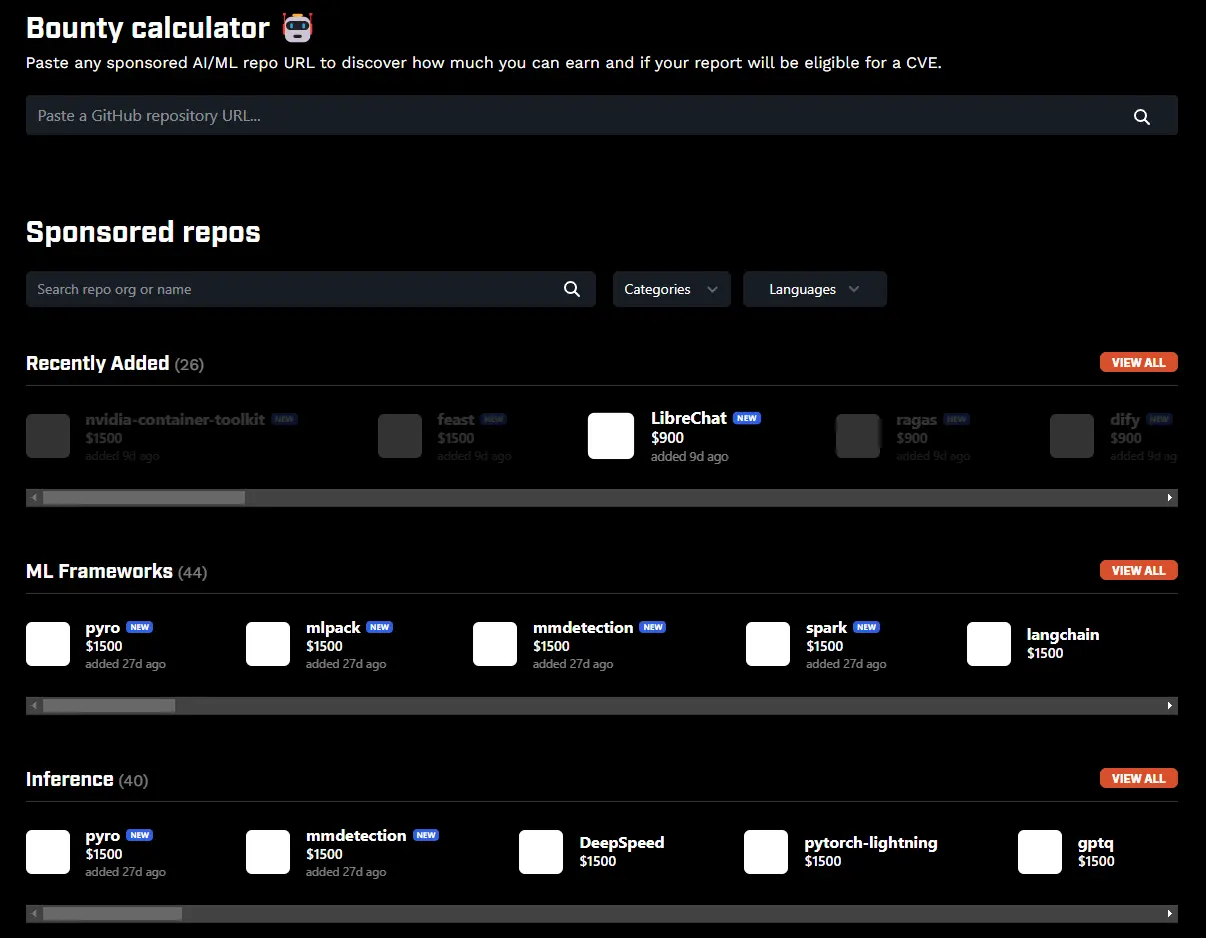 Bounty calculator
Paste any sponsored AI/ML repo URL to discover how much you can earn and if your report will be eligible for a CVE.
Paste a GitHub repository URL...
Sponsored repos
Search repo org or name
Categories
Languages
Recently Added (26)
VIEW ALL
nvidia-container-toolkit NEW
$1500
added 9d ago
feast NEW
$1500
added 9d ago
LibreChat NEW
$900
added 9d ago
ragas NEW
$900
added 9d ago
dify NEW
$900
added 9d ag
ML Frameworks (44)
VIEW ALL
pyro NEW
$1500
added 27d ago
mlpack NEW
$1500
added 27d ago
mmdetection NEW
$1500
added 27d ago
spark NEW
$1500
added 27d ago
langchain
$1500
Inference (40)
VIEW ALL
pyro NEW
$1500
added 27d ago
mmdetection NEW
$1500
added 27d ago
DeepSpeed
$1500
pytorch-lightning
$1500
gptq
$1500